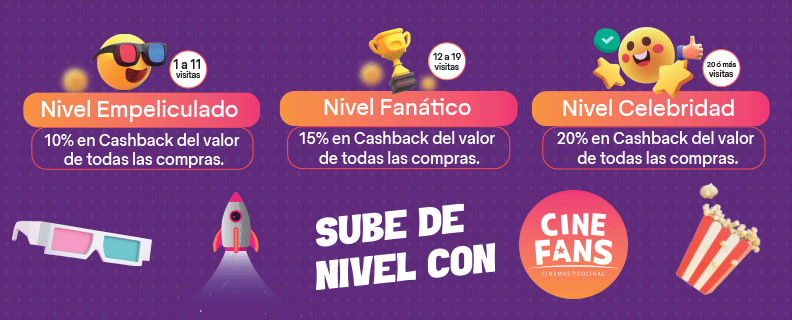 1 a 11
visitas
12 a 19
visitas
20 ó más
visitas
Nivel Empeliculado
Nivel Fanático
Nivel Celebridad
10% en Cashback del valor
de todas las compras.
15% en Cashback del valor
de todas las compras.
20% en Cashback del valor
de todas las compras.
SUBE DE
NIVEL CON
CINE
FANS
CINEMAS PROCINAL